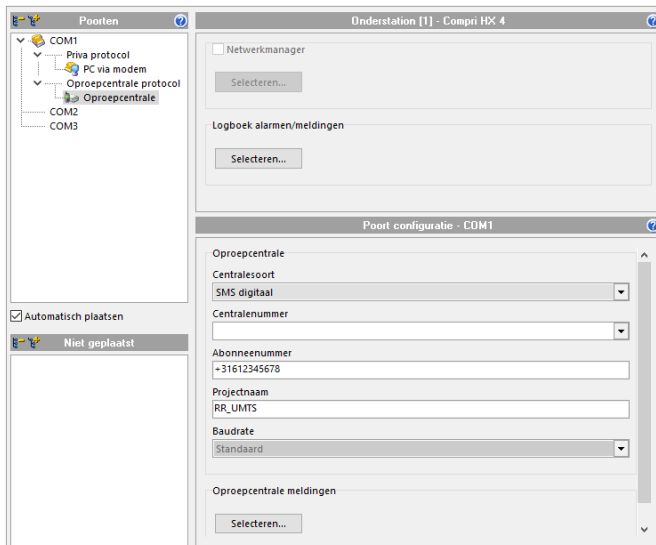 Poorten
COM1
Priva protocol
PC via modem
Oproepcentrale protocol
Oproepcentrale
COM2
COM3
Automatisch plaatsen
Niet geplaatst
Onderstation [1] - Compri HX 4
Netwerkmanager
Selecteren...
Logboek alarmen/meldingen
Selecteren...
Poort configuratie - COM1
Oproepcentrale
Centralesoort
SMS digitaal
Centralenummer
Abonneenummer
+31612345678
Projectnaam
RR_UMTS
Baudrate
Standaard
Oproepcentrale meldingen
Selecteren...